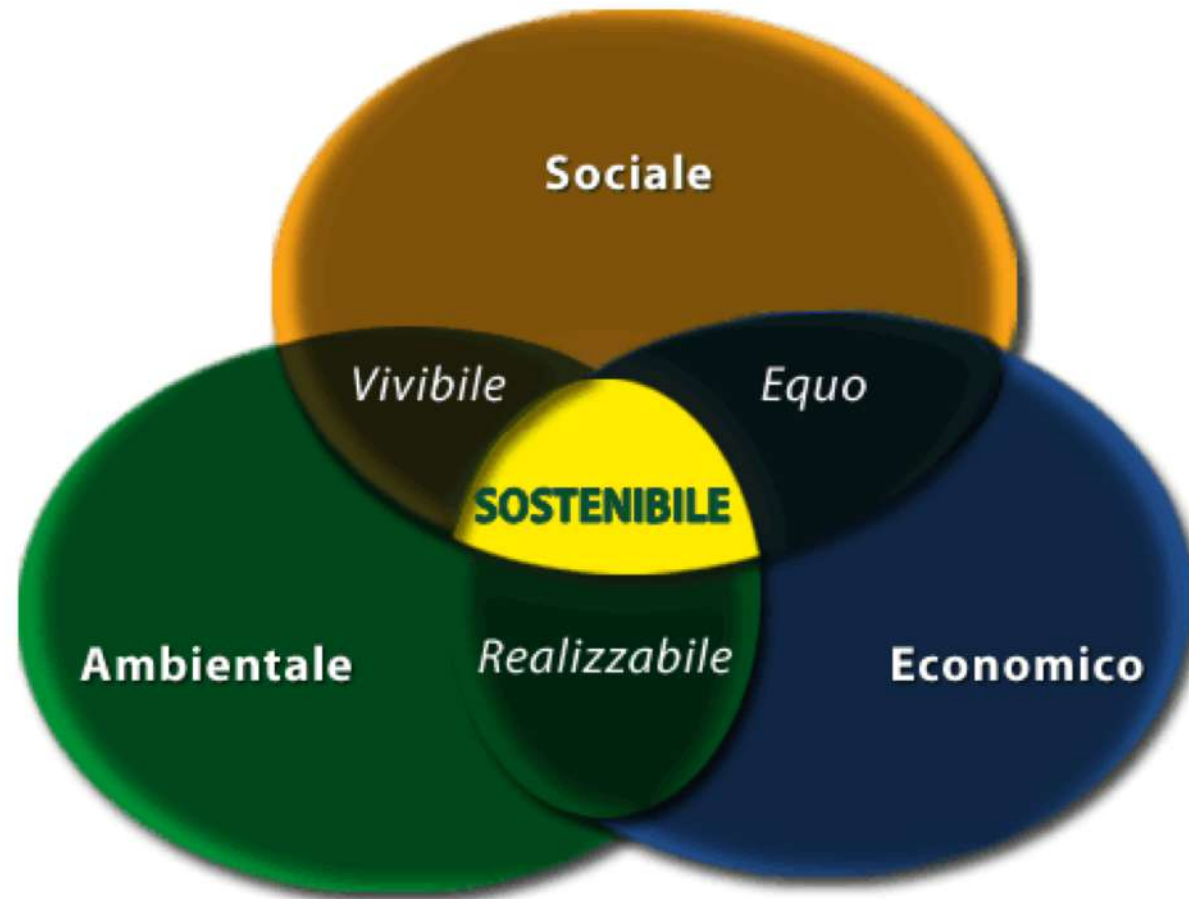 Sociale
Vivibile
Equo
SOSTENIBILE
Ambientale
Realizzabile
Economico